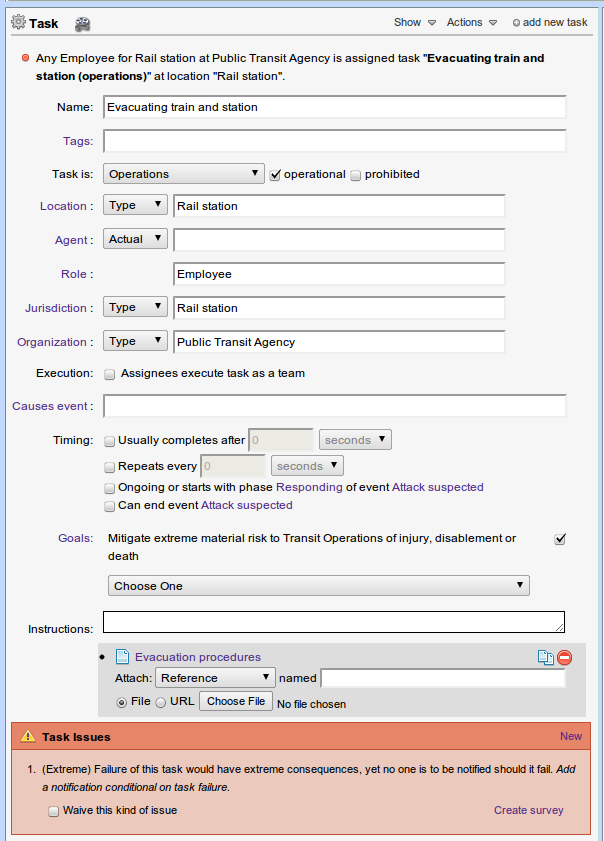 Task Show Actions add new task
Any Employee for Rail station at Public Transit Agency is assigned task "Evacuating train and
station (operations)" at location "Rail station".
Name: Evacuating train and station
Tags:
Task is: Operations operational prohibited
Location : Type Rail station
Agent : Actual
Role : Employee
Jurisdiction : Type Rail station
Organization : Type Public Transit Agency
Execution: Assignees execute task as a team
Causes event :
Timing: Usually completes after 0 seconds
Repeats every 0 seconds
Ongoing or starts with phase Responding of event Attack suspected
Can end event Attack suspected
Goals: Mitigate extreme material risk to Transit Operations of injury, disablement or
death
Choose One
Instructions:
Evacuation procedures
Attach: Reference named
File URL Choose File No file chosen
Task Issues New
1. (Extreme) Failure of this task would have extreme consequences, yet no one is to be notified should it fail. Add
a notification conditional on task failure.
Waive this kind of issue Create survey